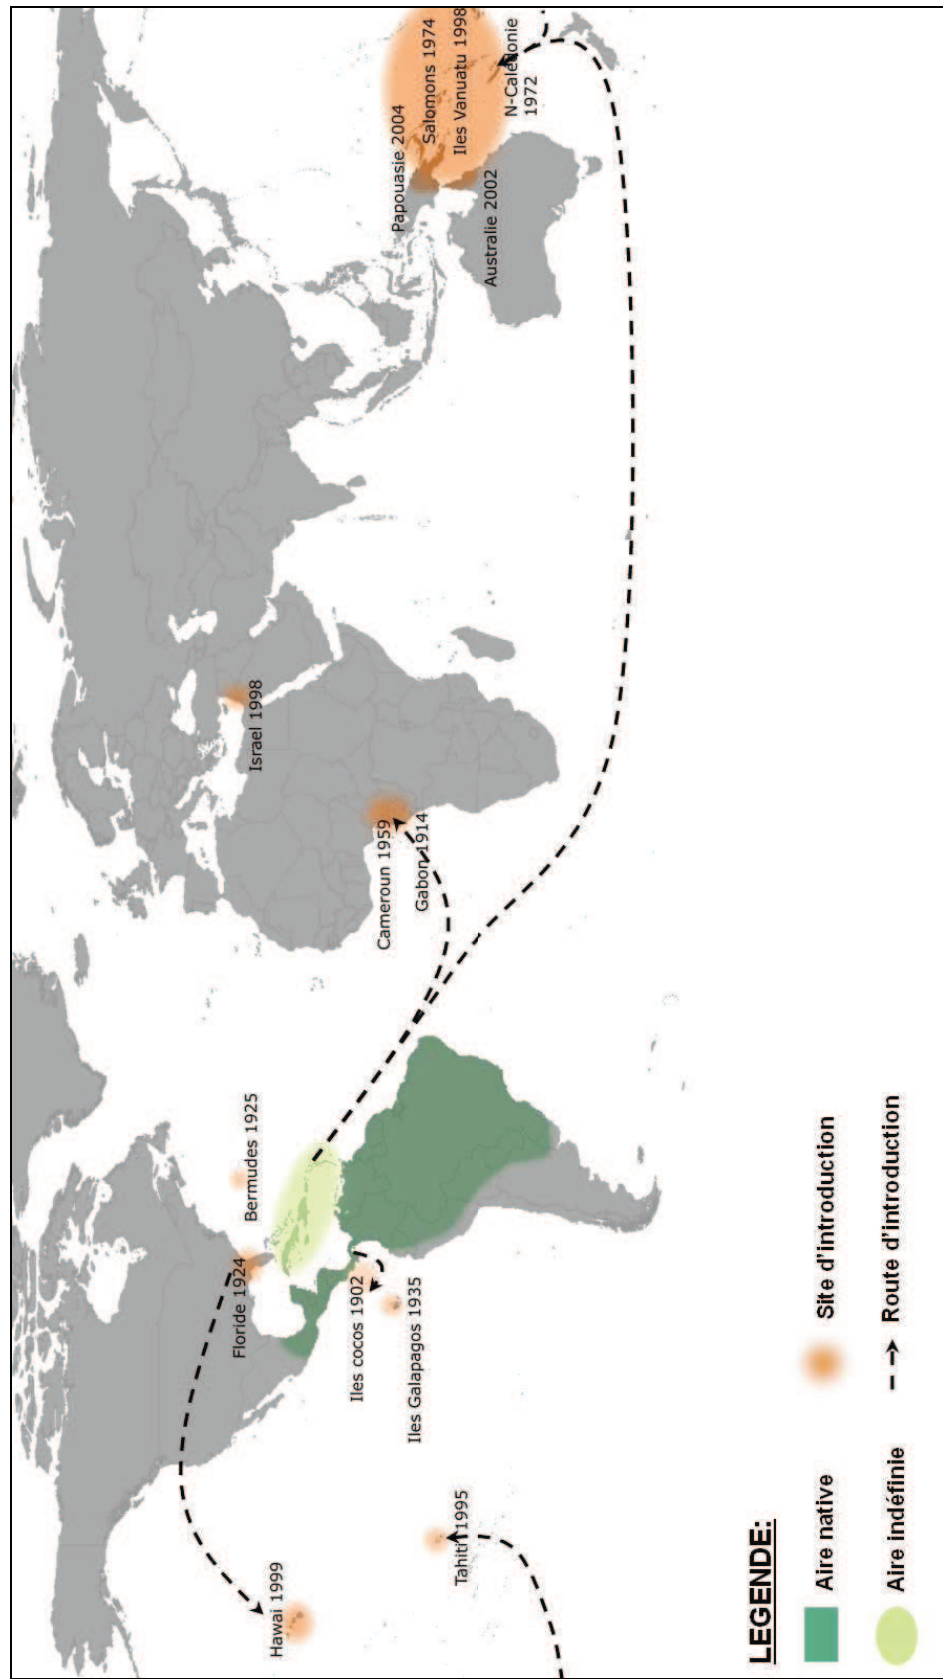 Papouasie 2004
Salomons 1974
Iles Vanuatu 1998
N-Calédonie
1972
Australie 2002
Israel 1998
Cameroun 1959
Gabon 1914
Bermudes 1925
Floride 1924
Iles cocos 1902
Iles Galapagos 1935
Hawai 1999
Tahiti 1995
LEGENDE:
Aire native
Site d'introduction
Aire indéfinie
Route d'introduction